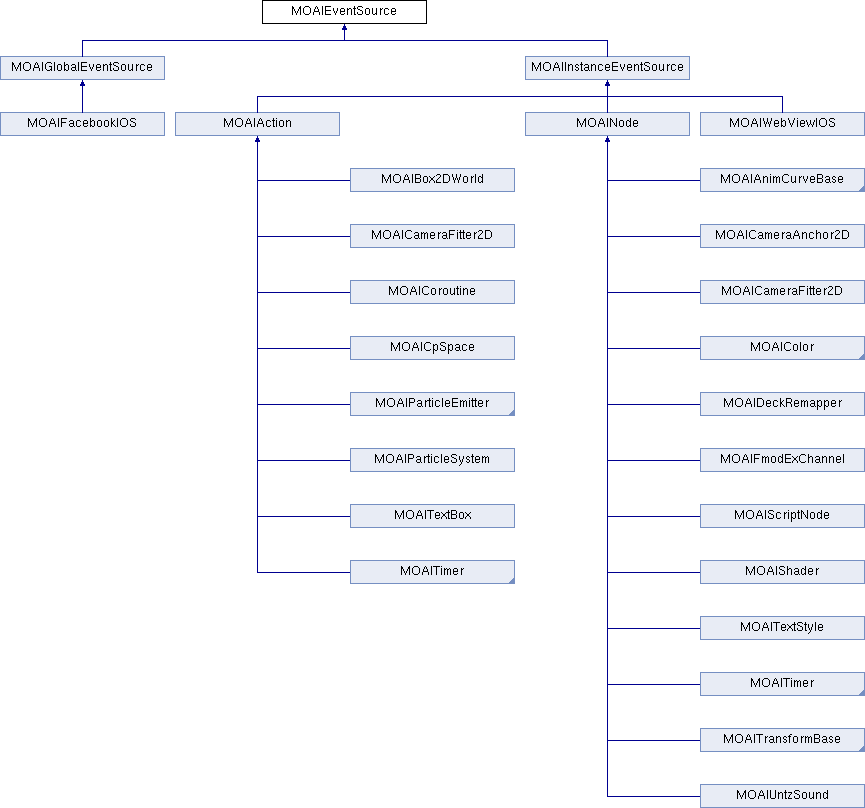 MOAIEventSource
MOAIGlobalEventSource
MOAIInstanceEventSource
MOAIFacebookIOS
MOAIAction
MOAINode
MOAIWebViewIOS
MOAIBox2DWorld
MOAIAnimCurveBase
MOAICameraFitter2D
MOAICameraAnchor2D
MOAICoroutine
MOAICameraFitter2D
MOAICpSpace
MOAIColor
MOAIParticleEmitter
MOAIDeckRemapper
MOAIParticleSystem
MOAIFmodExChannel
MOAITextBox
MOAIScriptNode
MOAITimer
MOAIShader
MOAITextStyle
MOAITimer
MOAITransformBase
MOAIUntzSound